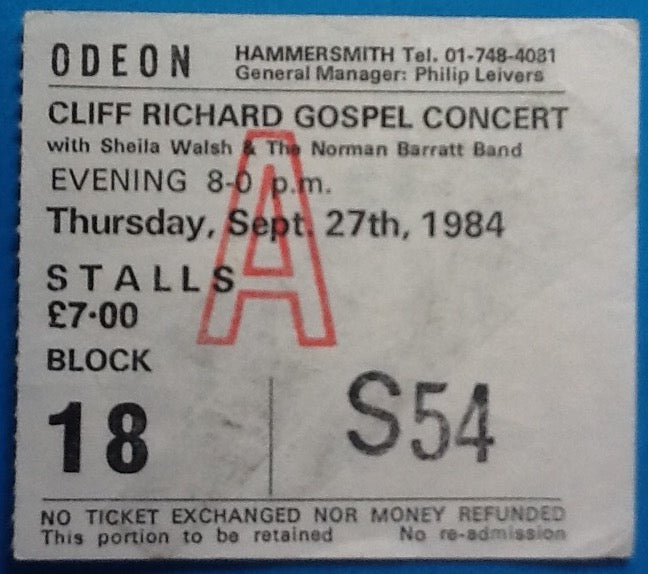 ODEON HAMMERSMITH Tel. 01-748-4081
General Manager: Philip Leivers
CLIFF RICHARD GOSPEL CONCERT
with Sheila Walsh & The Norman Barratt Band
EVENING 8-0 p.m.
Thursday, Sept. 27th, 1984
A
STALLS
£7·00
BLOCK
18 S54
NO TICKET EXCHANGED NOR MONEY REFUNDED
This portion to be retained No re-admission